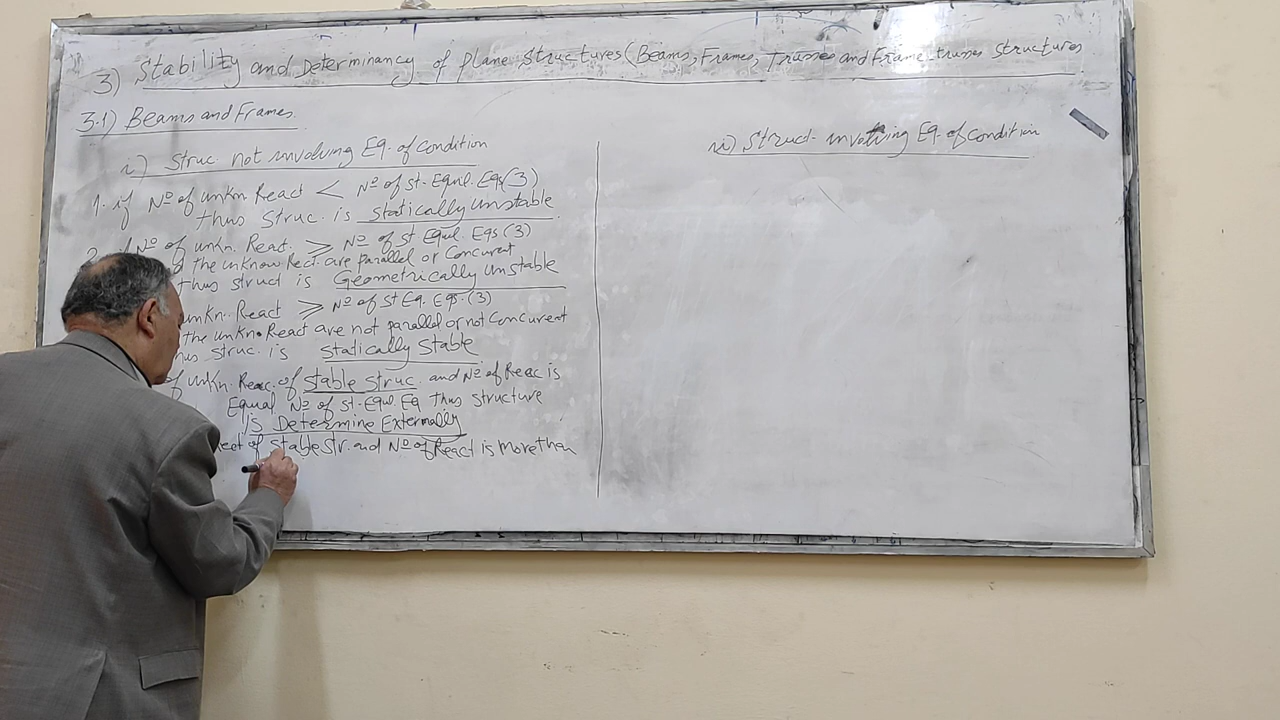 3) Stability and Determinancy of plane structures (Beams, Frames, Trusses and Frame-trusses structures
3.1) Beams and Frames.
i) Struc. not involving Eq. of condition
1. if Nº of unkn React < Nº of st-Equl. Eqs(3)
thus struc. is statically unstable
2. if Nº of unkn. React. ⩾ Nº of st Equl. Eqs (3)
the unknow Rect. are parallel or Concurent
thus struct is Geometrically unstable
unkn. React ⩾ Nº of st Eq. Eqs. (3)
the unkn. React are not parallel or not Concurent
struc. is statically stable
of unkn. Reac. of stable struc. and Nº of Reac is
Equal Nº of st-Equl Eq thus structure
is Determine Externally
of stable str. and Nº of React is more than
ii) Struct- involving Eq. of condition